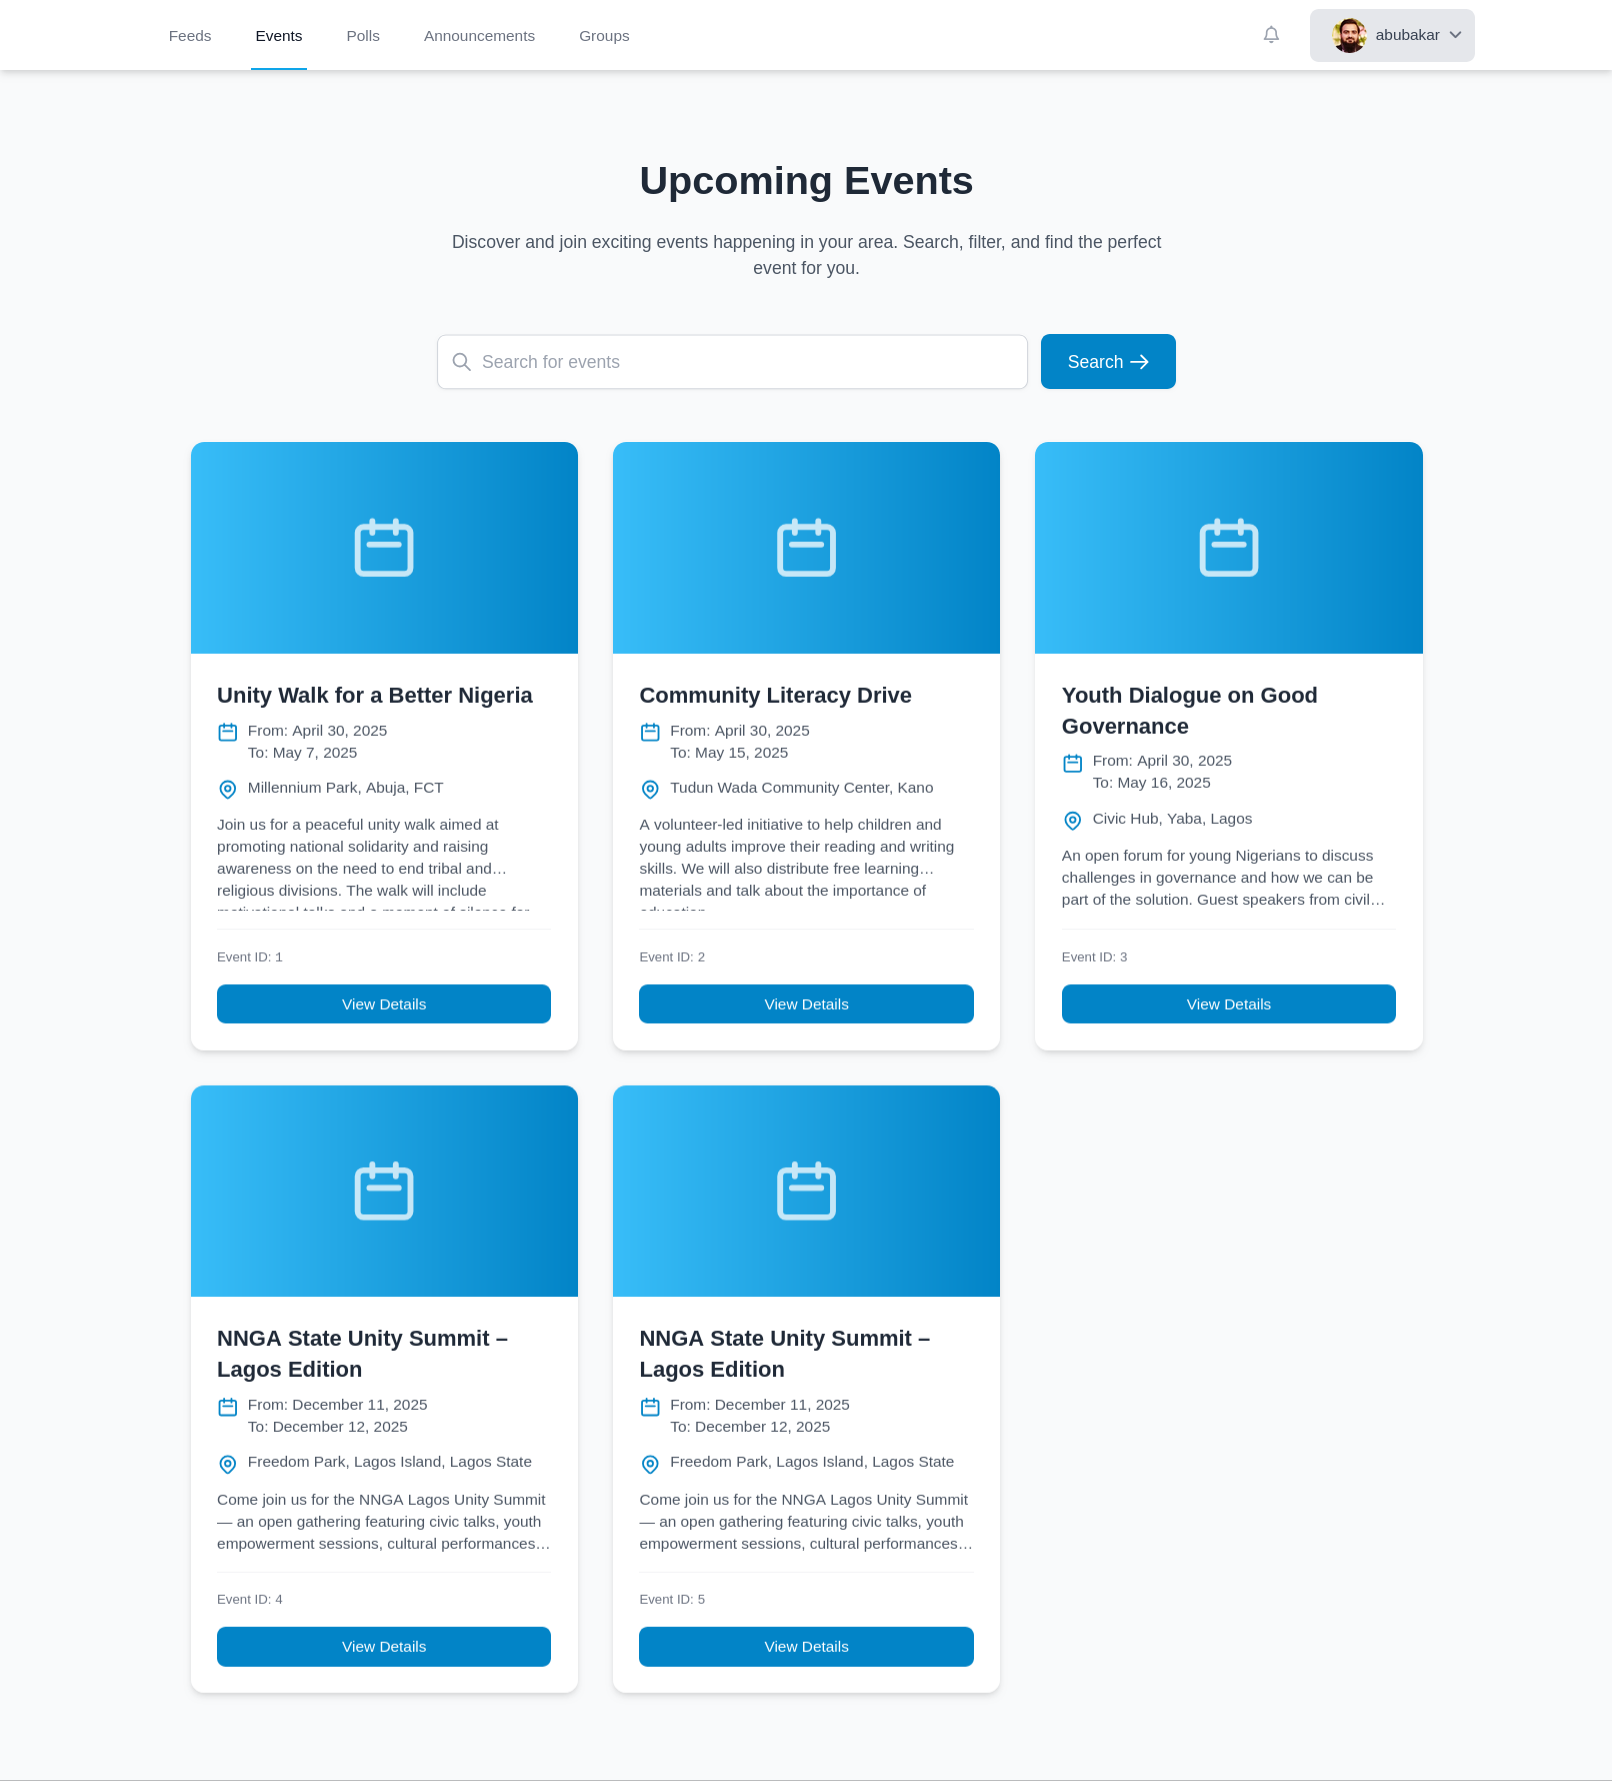 Feeds
Events
Polls
Announcements
Groups
abubakar
Upcoming Events
Discover and join exciting events happening in your area. Search, filter, and find the perfect
event for you.
Search for events
Search
Unity Walk for a Better Nigeria
From: April 30, 2025
To: May 7, 2025
Millennium Park, Abuja, FCT
Join us for a peaceful unity walk aimed at
promoting national solidarity and raising
awareness on the need to end tribal and…
religious divisions. The walk will include
motivational talks and a moment of silence for
Event ID: 1
View Details
Community Literacy Drive
From: April 30, 2025
To: May 15, 2025
Tudun Wada Community Center, Kano
A volunteer-led initiative to help children and
young adults improve their reading and writing
skills. We will also distribute free learning…
materials and talk about the importance of
education.
Event ID: 2
View Details
Youth Dialogue on Good
Governance
From: April 30, 2025
To: May 16, 2025
Civic Hub, Yaba, Lagos
An open forum for young Nigerians to discuss
challenges in governance and how we can be
part of the solution. Guest speakers from civil…
Event ID: 3
View Details
NNGA State Unity Summit –
Lagos Edition
From: December 11, 2025
To: December 12, 2025
Freedom Park, Lagos Island, Lagos State
Come join us for the NNGA Lagos Unity Summit
— an open gathering featuring civic talks, youth
empowerment sessions, cultural performances…
Event ID: 4
View Details
NNGA State Unity Summit –
Lagos Edition
From: December 11, 2025
To: December 12, 2025
Freedom Park, Lagos Island, Lagos State
Come join us for the NNGA Lagos Unity Summit
— an open gathering featuring civic talks, youth
empowerment sessions, cultural performances…
Event ID: 5
View Details